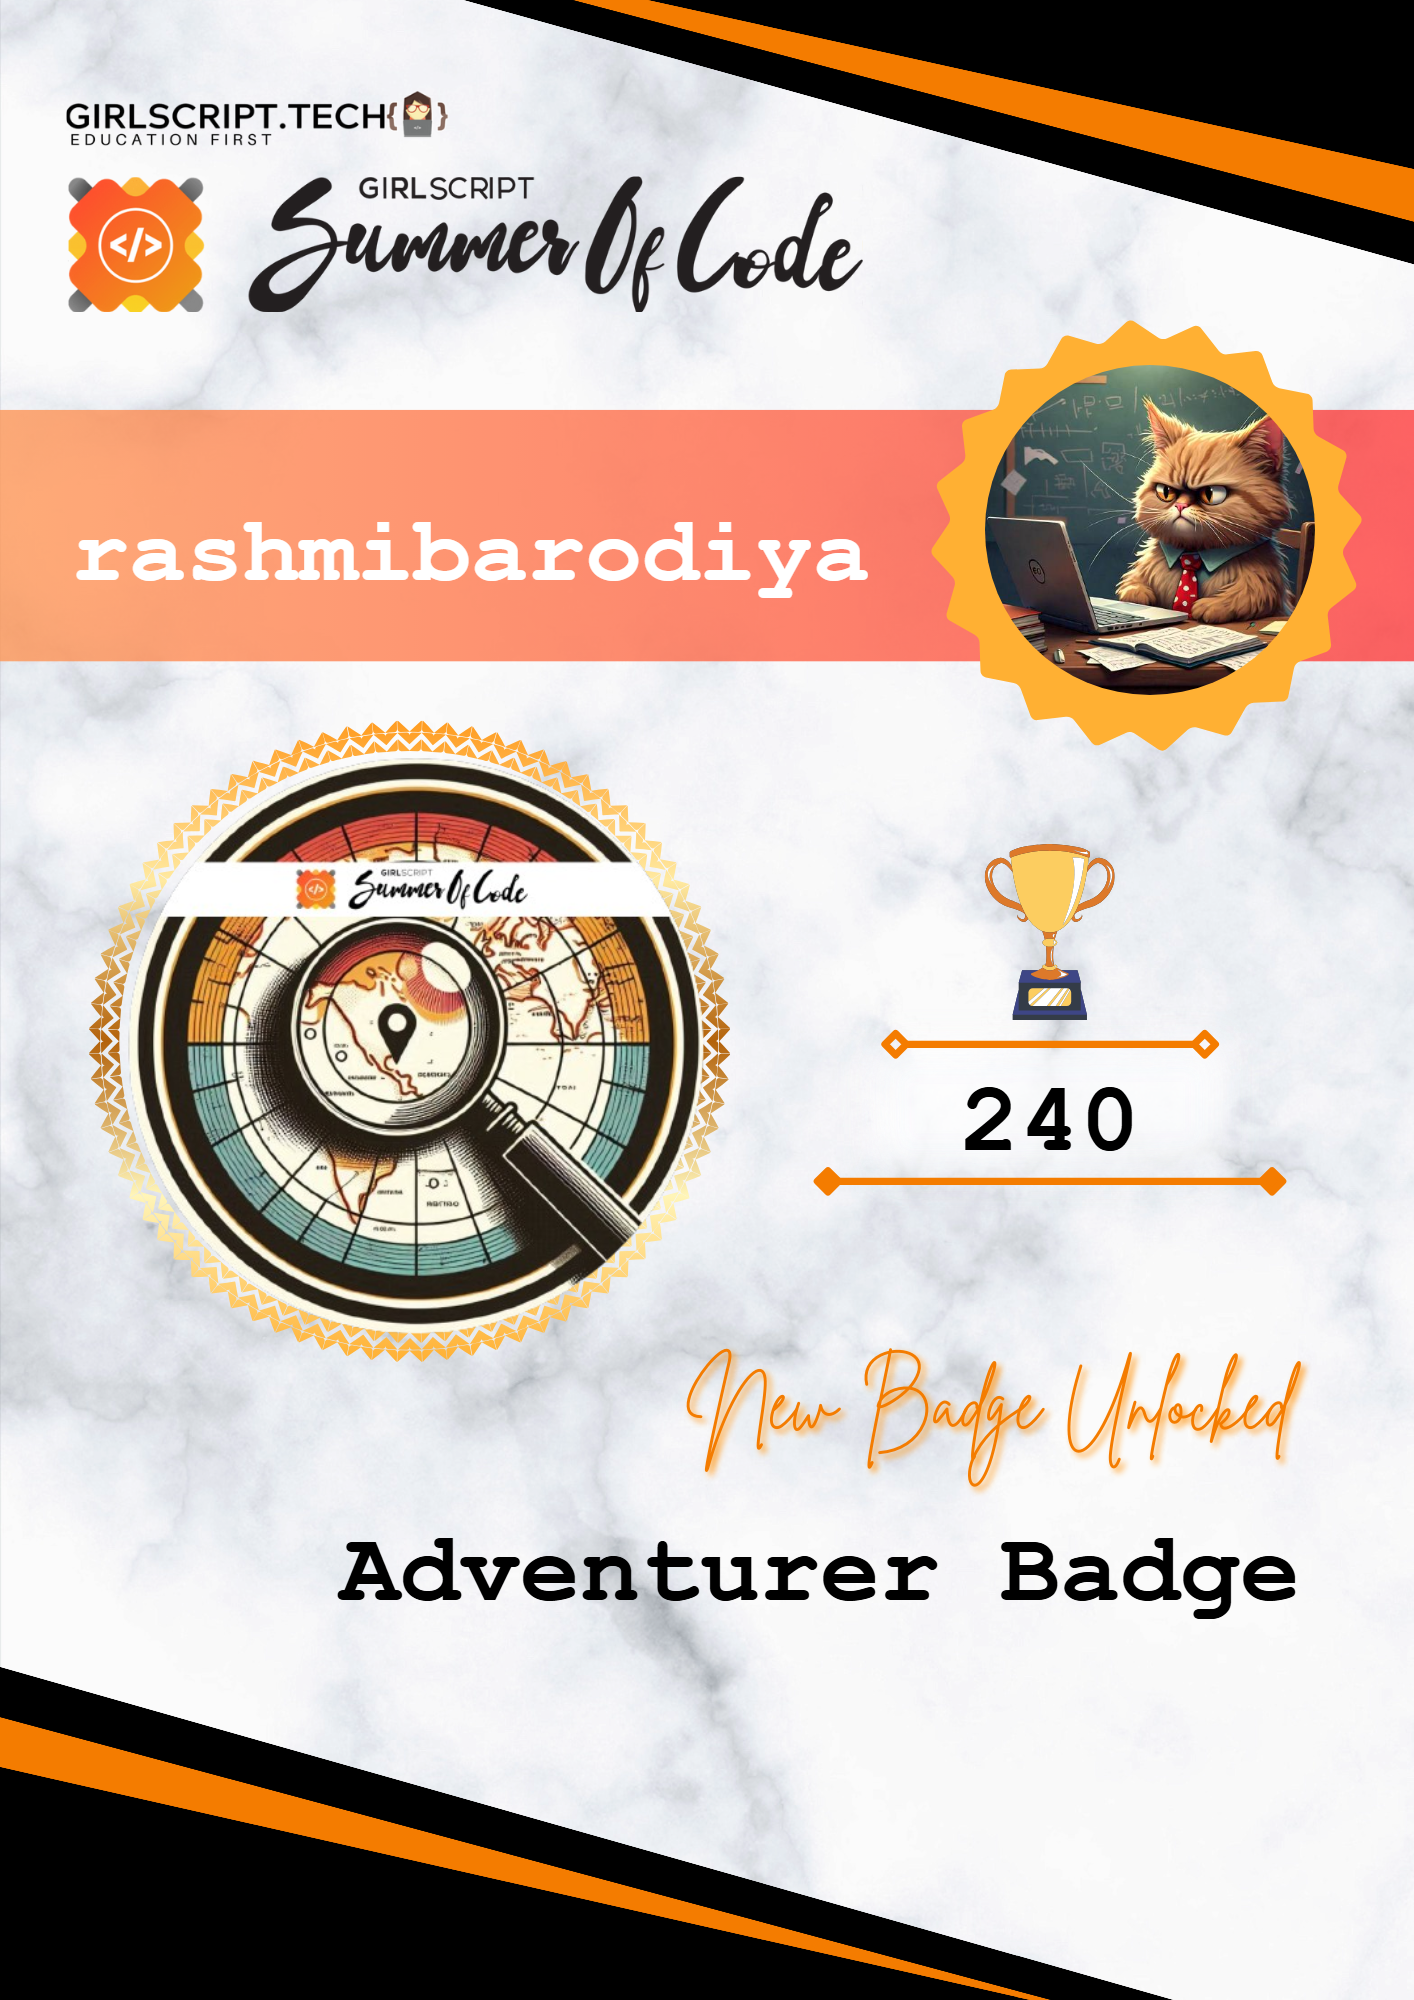 GIRLSCRIPT.TECH{ }
EDUCATION FIRST
GIRLSCRIPT
Summer Of Code
</>
rashmibarodiya
GIRLSCRIPT
Summer Of Code
</>
240
New Badge Unlocked
Adventurer Badge